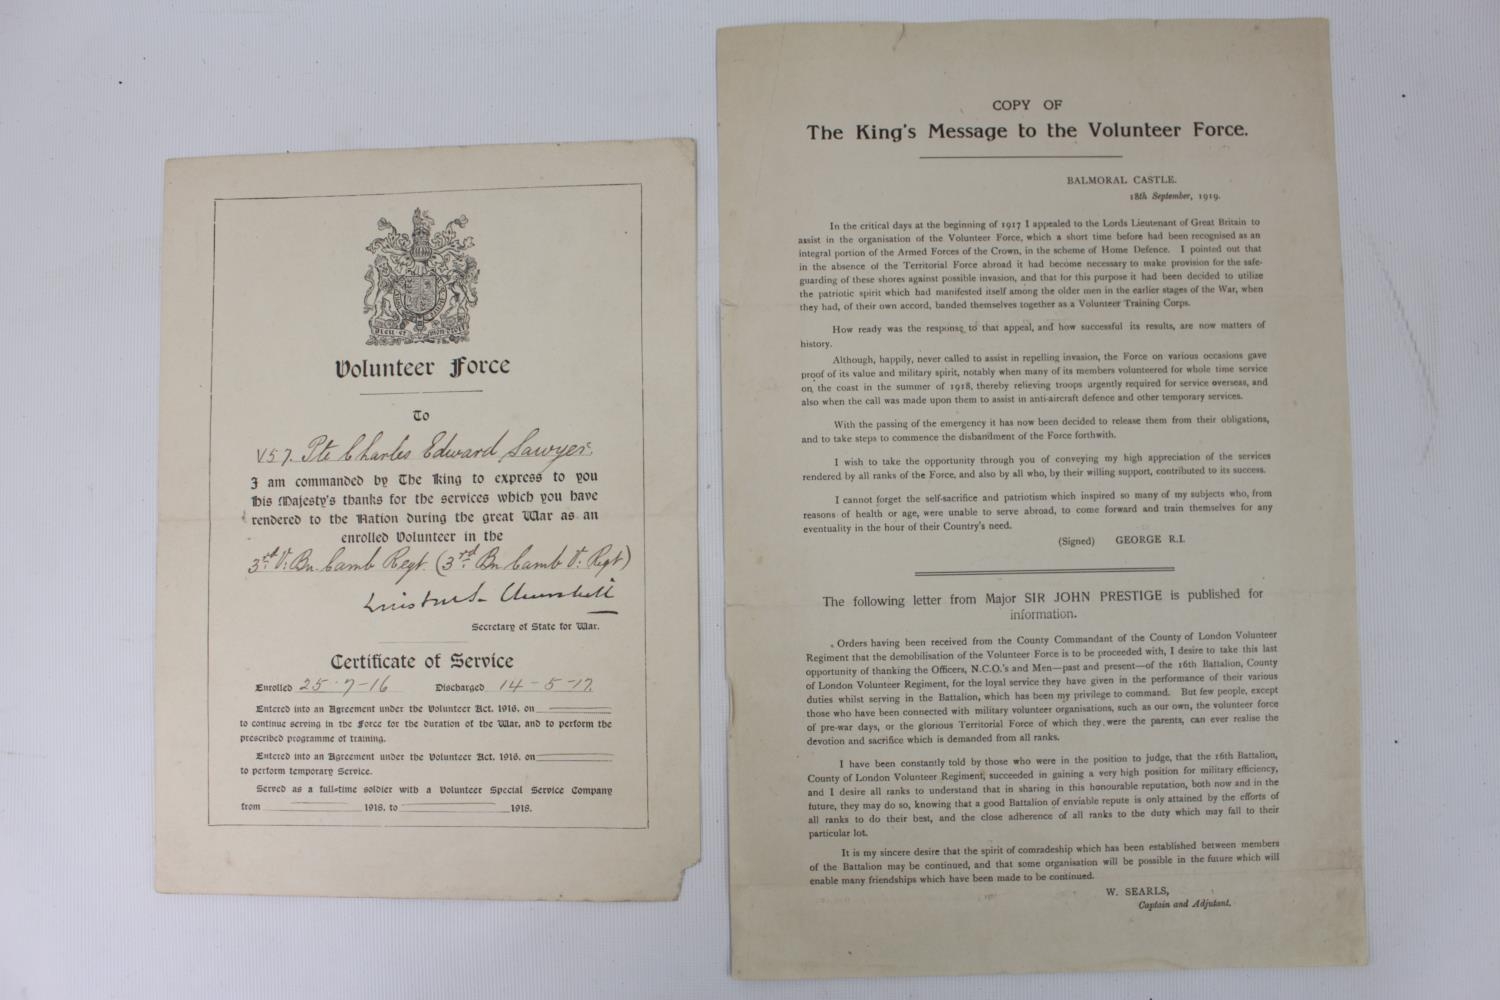 DIEU ET MON DROIT
Volunteer Force
To
V57. Pte Charles Edward Sawyer.
I am commanded by The King to express to you
His Majesty's thanks for the services which you have
rendered to the Nation during the great War as an
enrolled Volunteer in the
3rd V. Bn. Camb Regt. (3rd Bn Camb V. Regt)
Winston S. Churchill
Secretary of State for War.
Certificate of Service
Enrolled 25-7-16 Discharged 14-5-17.
Entered into an Agreement under the Volunteer Act. 1916. on
to continue serving in the Force for the duration of the War, and to perform the
prescribed programme of training.
Entered into an Agreement under the Volunteer Act. 1916. on
to perform temporary Service.
Served as a full-time soldier with a Volunteer Special Service Company
from 1918. to 1918.
COPY OF
The King's Message to the Volunteer Force.
BALMORAL CASTLE.
18th September, 1919.
In the critical days at the beginning of 1917 I appealed to the Lords Lieutenant of Great Britain to
assist in the organisation of the Volunteer Force, which a short time before had been recognised as an
integral portion of the Armed Forces of the Crown, in the scheme of Home Defence. I pointed out that
in the absence of the Territorial Force abroad it had become necessary to make provision for the safe-
guarding of these shores against possible invasion, and that for this purpose it had been decided to utilize
the patriotic spirit which had manifested itself among the older men in the earlier stages of the War, when
they had, of their own accord, banded themselves together as a Volunteer Training Corps.
How ready was the response to that appeal, and how successful its results, are now matters of
history.
Although, happily, never called to assist in repelling invasion, the Force on various occasions gave
proof of its value and military spirit, notably when many of its members volunteered for whole time service
on the coast in the summer of 1918, thereby relieving troops urgently required for service overseas, and
also when the call was made upon them to assist in anti-aircraft defence and other temporary services.
With the passing of the emergency it has now been decided to release them from their obligations,
and to take steps to commence the disbandment of the Force forthwith.
I wish to take the opportunity through you of conveying my high appreciation of the services
rendered by all ranks of the Force, and also by all who, by their willing support, contributed to its success.
I cannot forget the self-sacrifice and patriotism which inspired so many of my subjects who, from
reasons of health or age, were unable to serve abroad, to come forward and train themselves for any
eventuality in the hour of their Country's need.
(Signed) GEORGE R.I.
The following letter from Major SIR JOHN PRESTIGE is published for
information.
Orders having been received from the County Commandant of the County of London Volunteer
Regiment that the demobilisation of the Volunteer Force is to be proceeded with, I desire to take this last
opportunity of thanking the Officers, N.C.O.'s and Men—past and present—of the 16th Battalion, County
of London Volunteer Regiment, for the loyal service they have given in the performance of their various
duties whilst serving in the Battalion, which has been my privilege to command. But few people, except
those who have been connected with military volunteer organisations, such as our own, the volunteer force
of pre-war days, or the glorious Territorial Force of which they were the parents, can ever realise the
devotion and sacrifice which is demanded from all ranks.
I have been constantly told by those who were in the position to judge, that the 16th Battalion,
County of London Volunteer Regiment, succeeded in gaining a very high position for military efficiency,
and I desire all ranks to understand that in sharing in this honourable reputation, both now and in the
future, they may do so, knowing that a good Battalion of enviable repute is only attained by the efforts of
all ranks to do their best, and the close adherence of all ranks to the duty which may fall to their
particular lot.
It is my sincere desire that the spirit of comradeship which has been established between members
of the Battalion may be continued, and that some organisation will be possible in the future which will
enable many friendships which have been made to be continued.
W. SEARLS,
Captain and Adjutant.